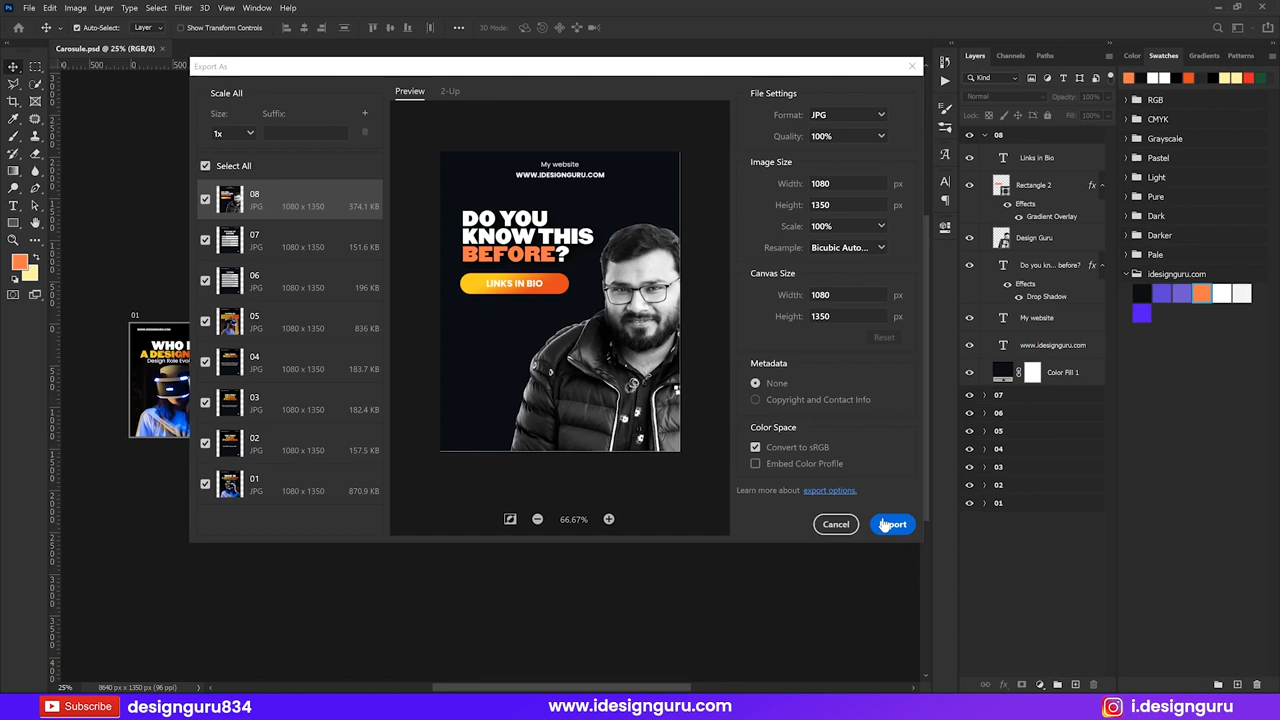 File Edit Image Layer Type Select Filter 3D View Window Help
Auto-Select: Layer Show Transform Controls 3D Mode:
Carosule.psd @ 25% (RGB/8)
Export As
Scale All
Size: Suffix:
1x
Select All
08
JPG 1080 x 1350 374.1 KB
07
JPG 1080 x 1350 151.6 KB
06
JPG 1080 x 1350 196 KB
05
JPG 1080 x 1350 836 KB
04
JPG 1080 x 1350 183.7 KB
03
JPG 1080 x 1350 182.4 KB
02
JPG 1080 x 1350 157.5 KB
01
JPG 1080 x 1350 870.9 KB
Preview 2-Up
My website
WWW.IDESIGNGURU.COM
DO YOU
KNOW THIS
BEFORE?
LINKS IN BIO
66.67%
File Settings
Format: JPG
Quality: 100%
Image Size
Width: 1080 px
Height: 1350 px
Scale: 100%
Resample: Bicubic Auto...
Canvas Size
Width: 1080 px
Height: 1350 px
Reset
Metadata
None
Copyright and Contact Info
Color Space
Convert to sRGB
Embed Color Profile
Learn more about export options.
Cancel Export
01
Layers Channels Paths
Kind
Normal Opacity: 100%
Lock: Fill: 100%
08
Links in Bio
Rectangle 2 fx
Effects
Gradient Overlay
Design Guru
Do you kn... before? fx
Effects
Drop Shadow
My website
www.idesignguru.com
Color Fill 1
07
06
05
04
03
02
01
Color Swatches Gradients Patterns
RGB
CMYK
Grayscale
Pastel
Light
Pure
Dark
Darker
Pale
idesignguru.com
25% 8640 px x 1350 px (96 ppi)
Subscribe designguru834 www.idesignguru.com i.designguru